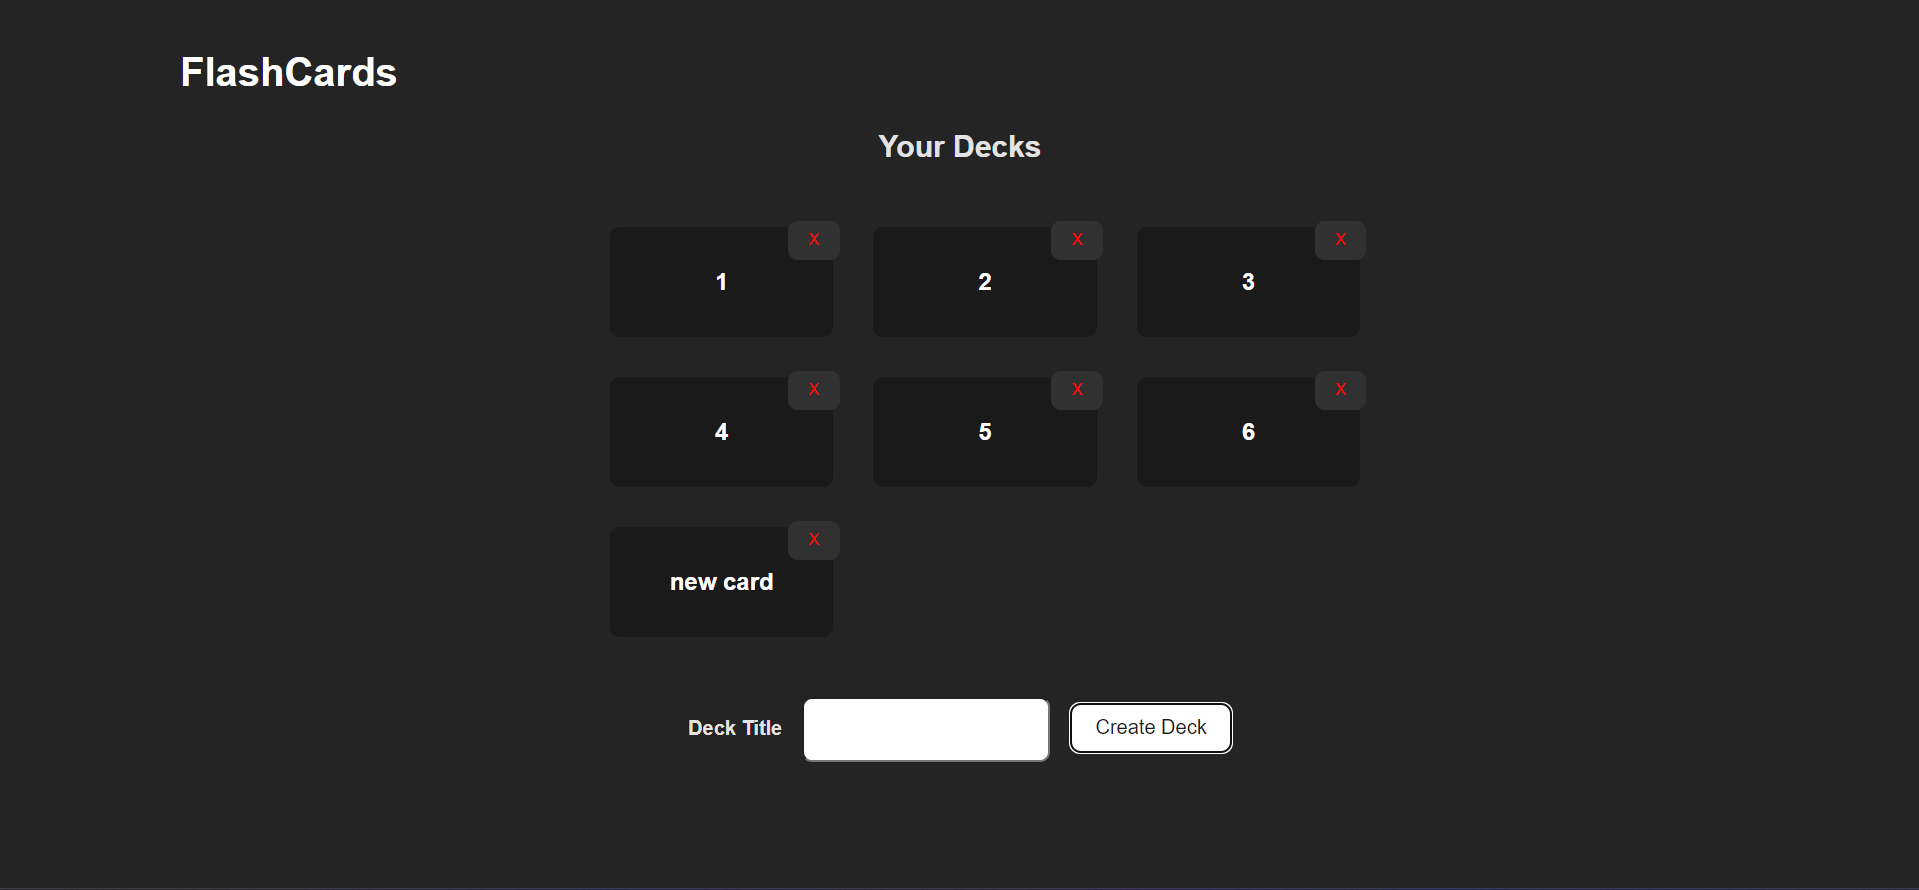 FlashCards
Your Decks
X X X
1 2 3
X X X
4 5 6
X
new card
Deck Title Create Deck